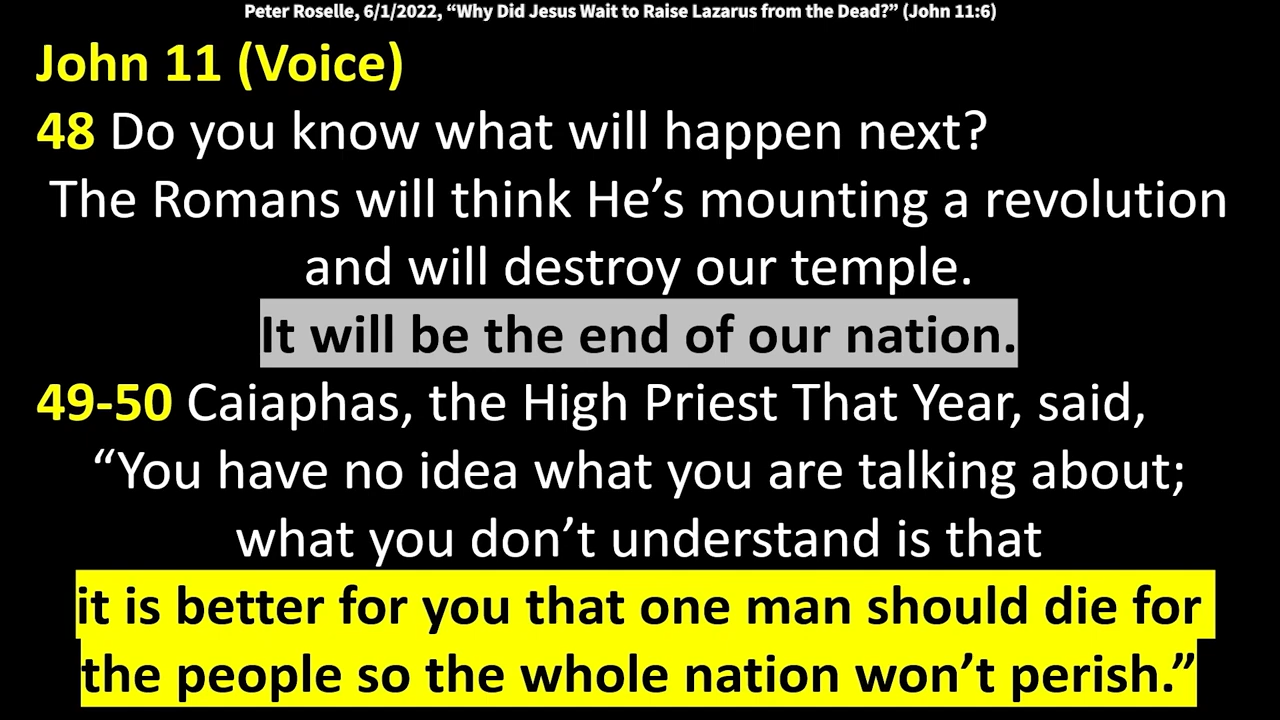 Peter Roselle, 6/1/2022, “Why Did Jesus Wait to Raise Lazarus from the Dead?” (John 11:6)
John 11 (Voice)
48 Do you know what will happen next?
The Romans will think He’s mounting a revolution
and will destroy our temple.
It will be the end of our nation.
49-50 Caiaphas, the High Priest That Year, said,
“You have no idea what you are talking about;
what you don’t understand is that
it is better for you that one man should die for
the people so the whole nation won’t perish.”